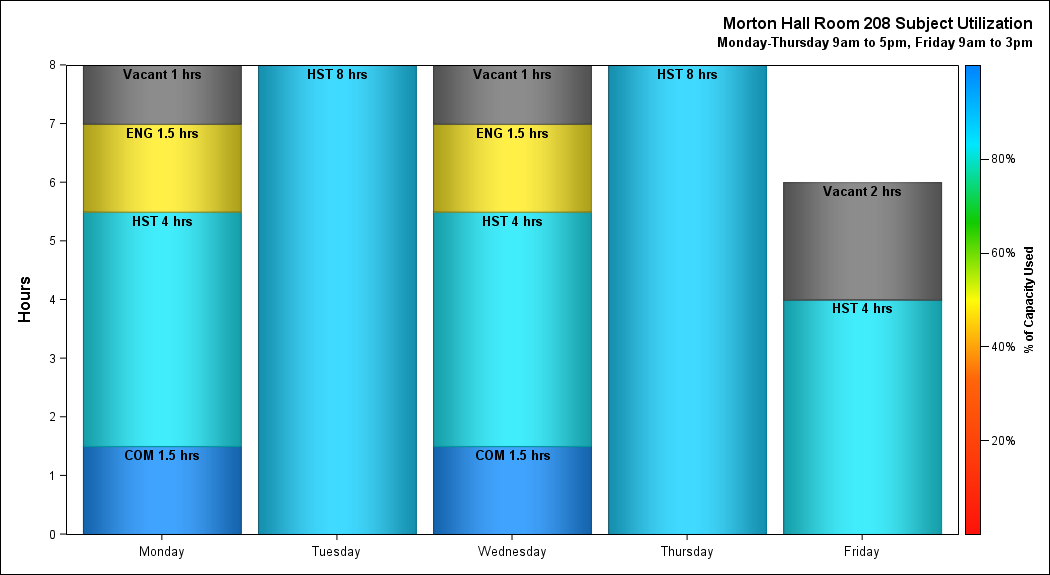 Morton Hall Room 208 Subject Utilization
Monday-Thursday 9am to 5pm, Friday 9am to 3pm
Hours
8
7
6
5
4
3
2
1
0
Vacant 1 hrs
ENG 1.5 hrs
HST 4 hrs
COM 1.5 hrs
HST 8 hrs
Vacant 1 hrs
ENG 1.5 hrs
HST 4 hrs
COM 1.5 hrs
HST 8 hrs
Vacant 2 hrs
HST 4 hrs
Monday
Tuesday
Wednesday
Thursday
Friday
80%
60%
40%
20%
% of Capacity Used